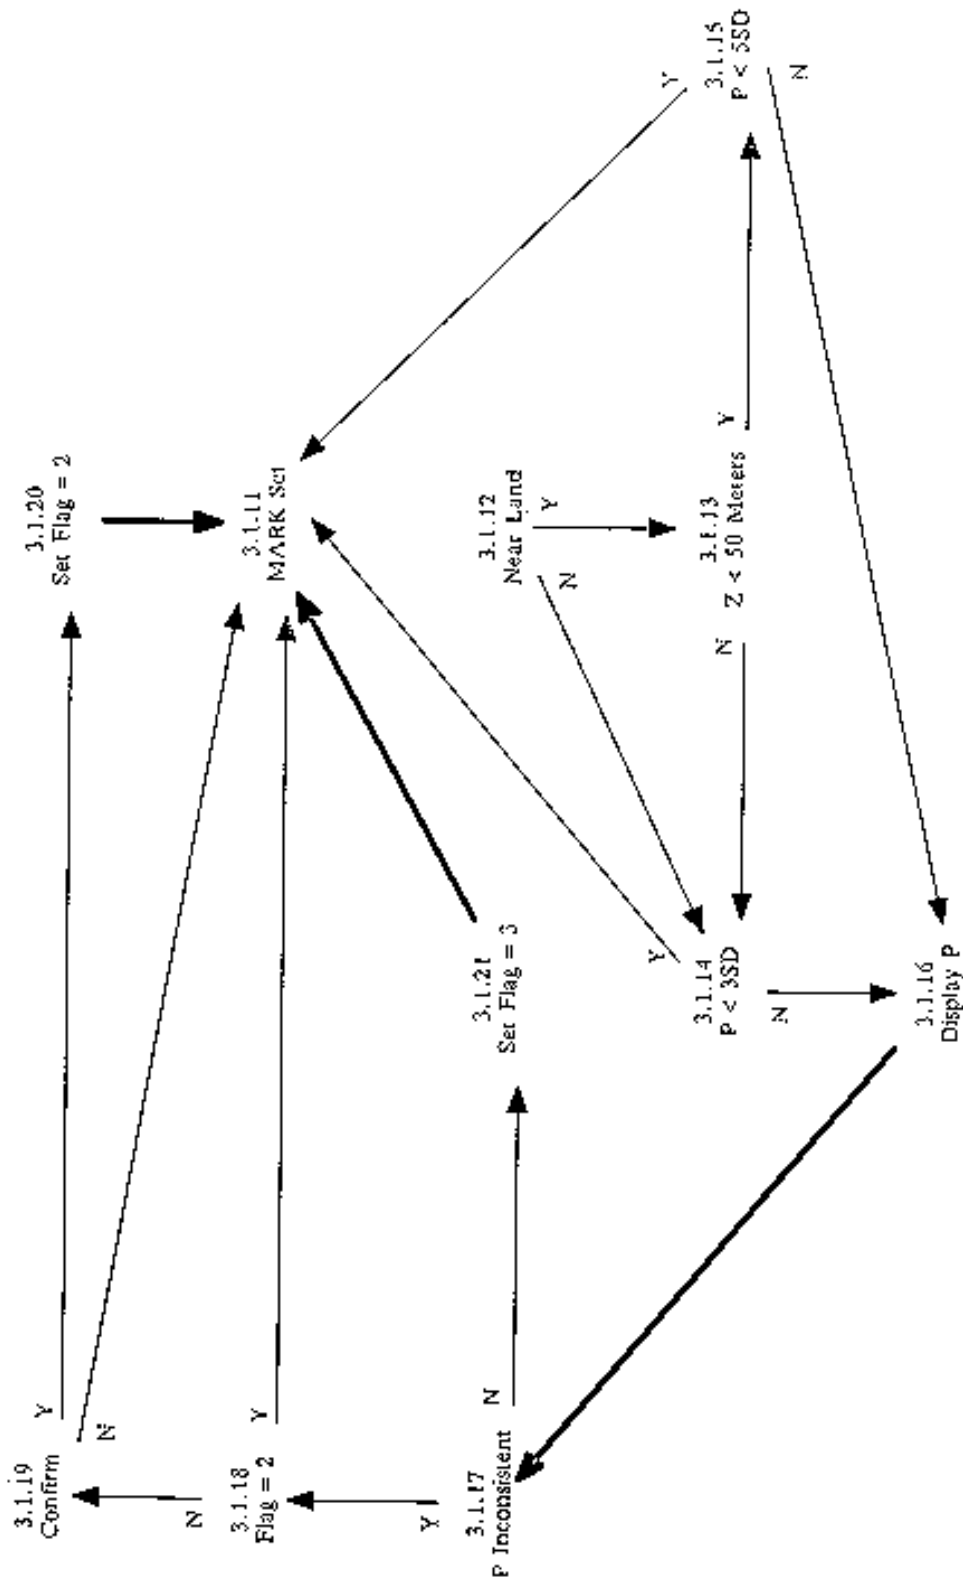 3.1.19
Confirm
Y
N
3.1.20
Set Flag = 2
N
3.1.18
Flag = 2
Y
3.1.11
MARK Set
Y
3.1.17
P Inconsistent
N
3.1.21
Set Flag = 3
3.1.12
Near Land
N
Y
Y
3.1.14
P < 3SD
N
N
3.1.13
Z < 50 Meters
Y
Y
3.1.15
P < 5SD
N
3.1.16
Display P